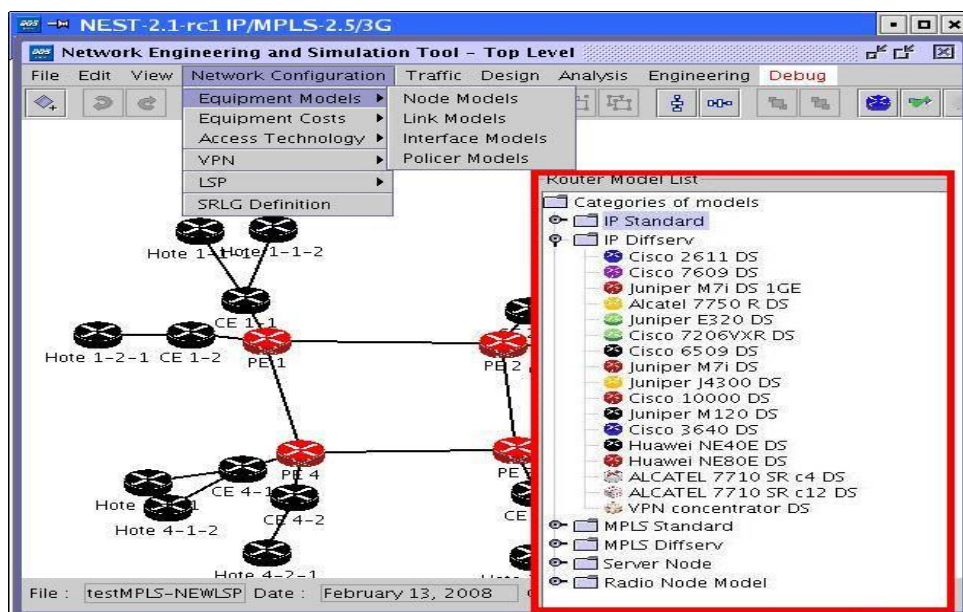 NEST-2.1-rc1 IP/MPLS-2.5/3G
Network Engineering and Simulation Tool - Top Level
File Edit View Network Configuration Traffic Design Analysis Engineering Debug
Equipment Models
Equipment Costs
Access Technology
VPN
LSP
SRLG Definition
Node Models
Link Models
Interface Models
Policer Models
Router Model List
Categories of models
IP Standard
IP Diffserv
Cisco 2611 DS
Cisco 7609 DS
Juniper M7i DS 1GE
Alcatel 7750 R DS
Juniper E320 DS
Cisco 7206VXR DS
Cisco 6509 DS
Juniper M7i DS
Juniper J4300 DS
Cisco 10000 DS
Juniper M120 DS
Cisco 3640 DS
Huawei NE40E DS
Huawei NE80E DS
ALCATEL 7710 SR c4 DS
ALCATEL 7710 SR c12 DS
VPN concentrator DS
MPLS Standard
MPLS Diffserv
Server Node
Radio Node Model
Hote 1-1-2
CE 1-1
Hote 1-2-1 CE 1-2
PE 1
PE 2
PE 4
PE
CE 4-1
Hote 4-1-2
CE 4-2
CE
Hote 4-2-1
File : testMPLS-NEWLSP Date : February 13, 2008